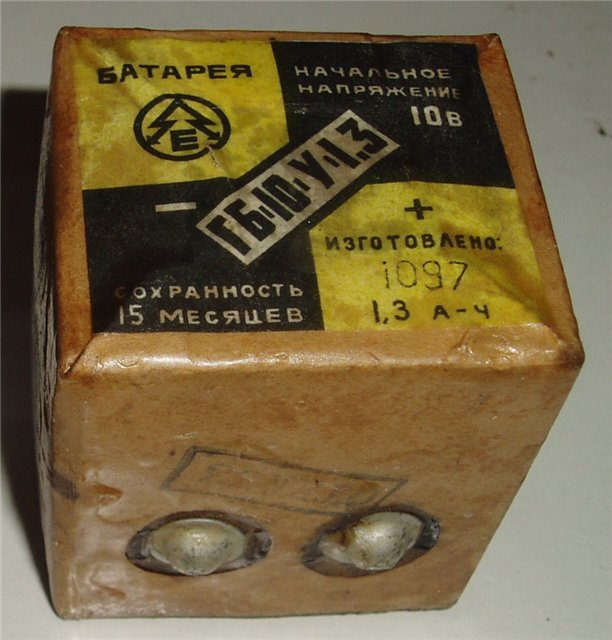 БАТАРЕЯ
Е
НАЧАЛЬНОЕ
НАПРЯЖЕНИЕ
10В
ГБ-10-У-1.3
—
+
ИЗГОТОВЛЕНО:
1097
1,3 А-Ч
СОХРАННОСТЬ
15 МЕСЯЦЕВ